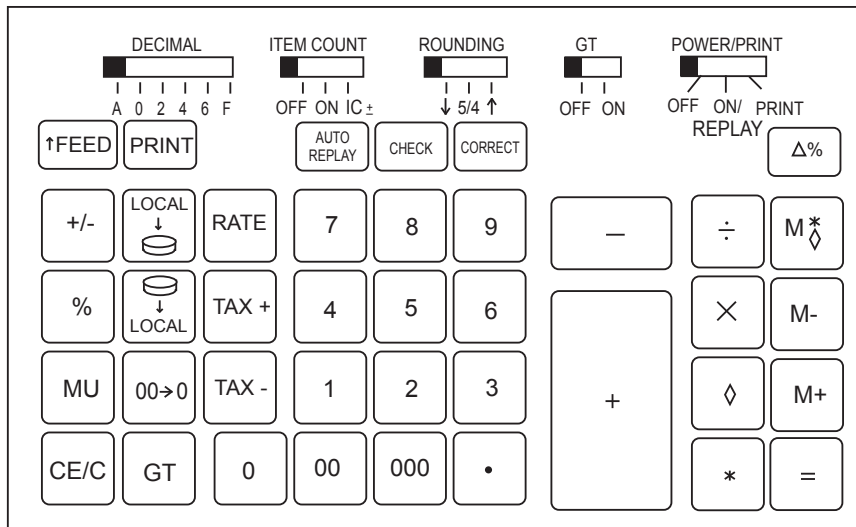 DECIMAL ITEM COUNT ROUNDING GT POWER/PRINT
A 0 2 4 6 F OFF ON IC ± ↓ 5/4 ↑ OFF ON OFF ON/ PRINT
REPLAY
↑FEED PRINT AUTO REPLAY CHECK CORRECT Δ%
+/- LOCAL ↓ RATE 7 8 9 — ÷ M*◊
% ↓ LOCAL TAX + 4 5 6 × M-
MU 00→0 TAX - 1 2 3 + ◊ M+
CE/C GT 0 00 000 • * =